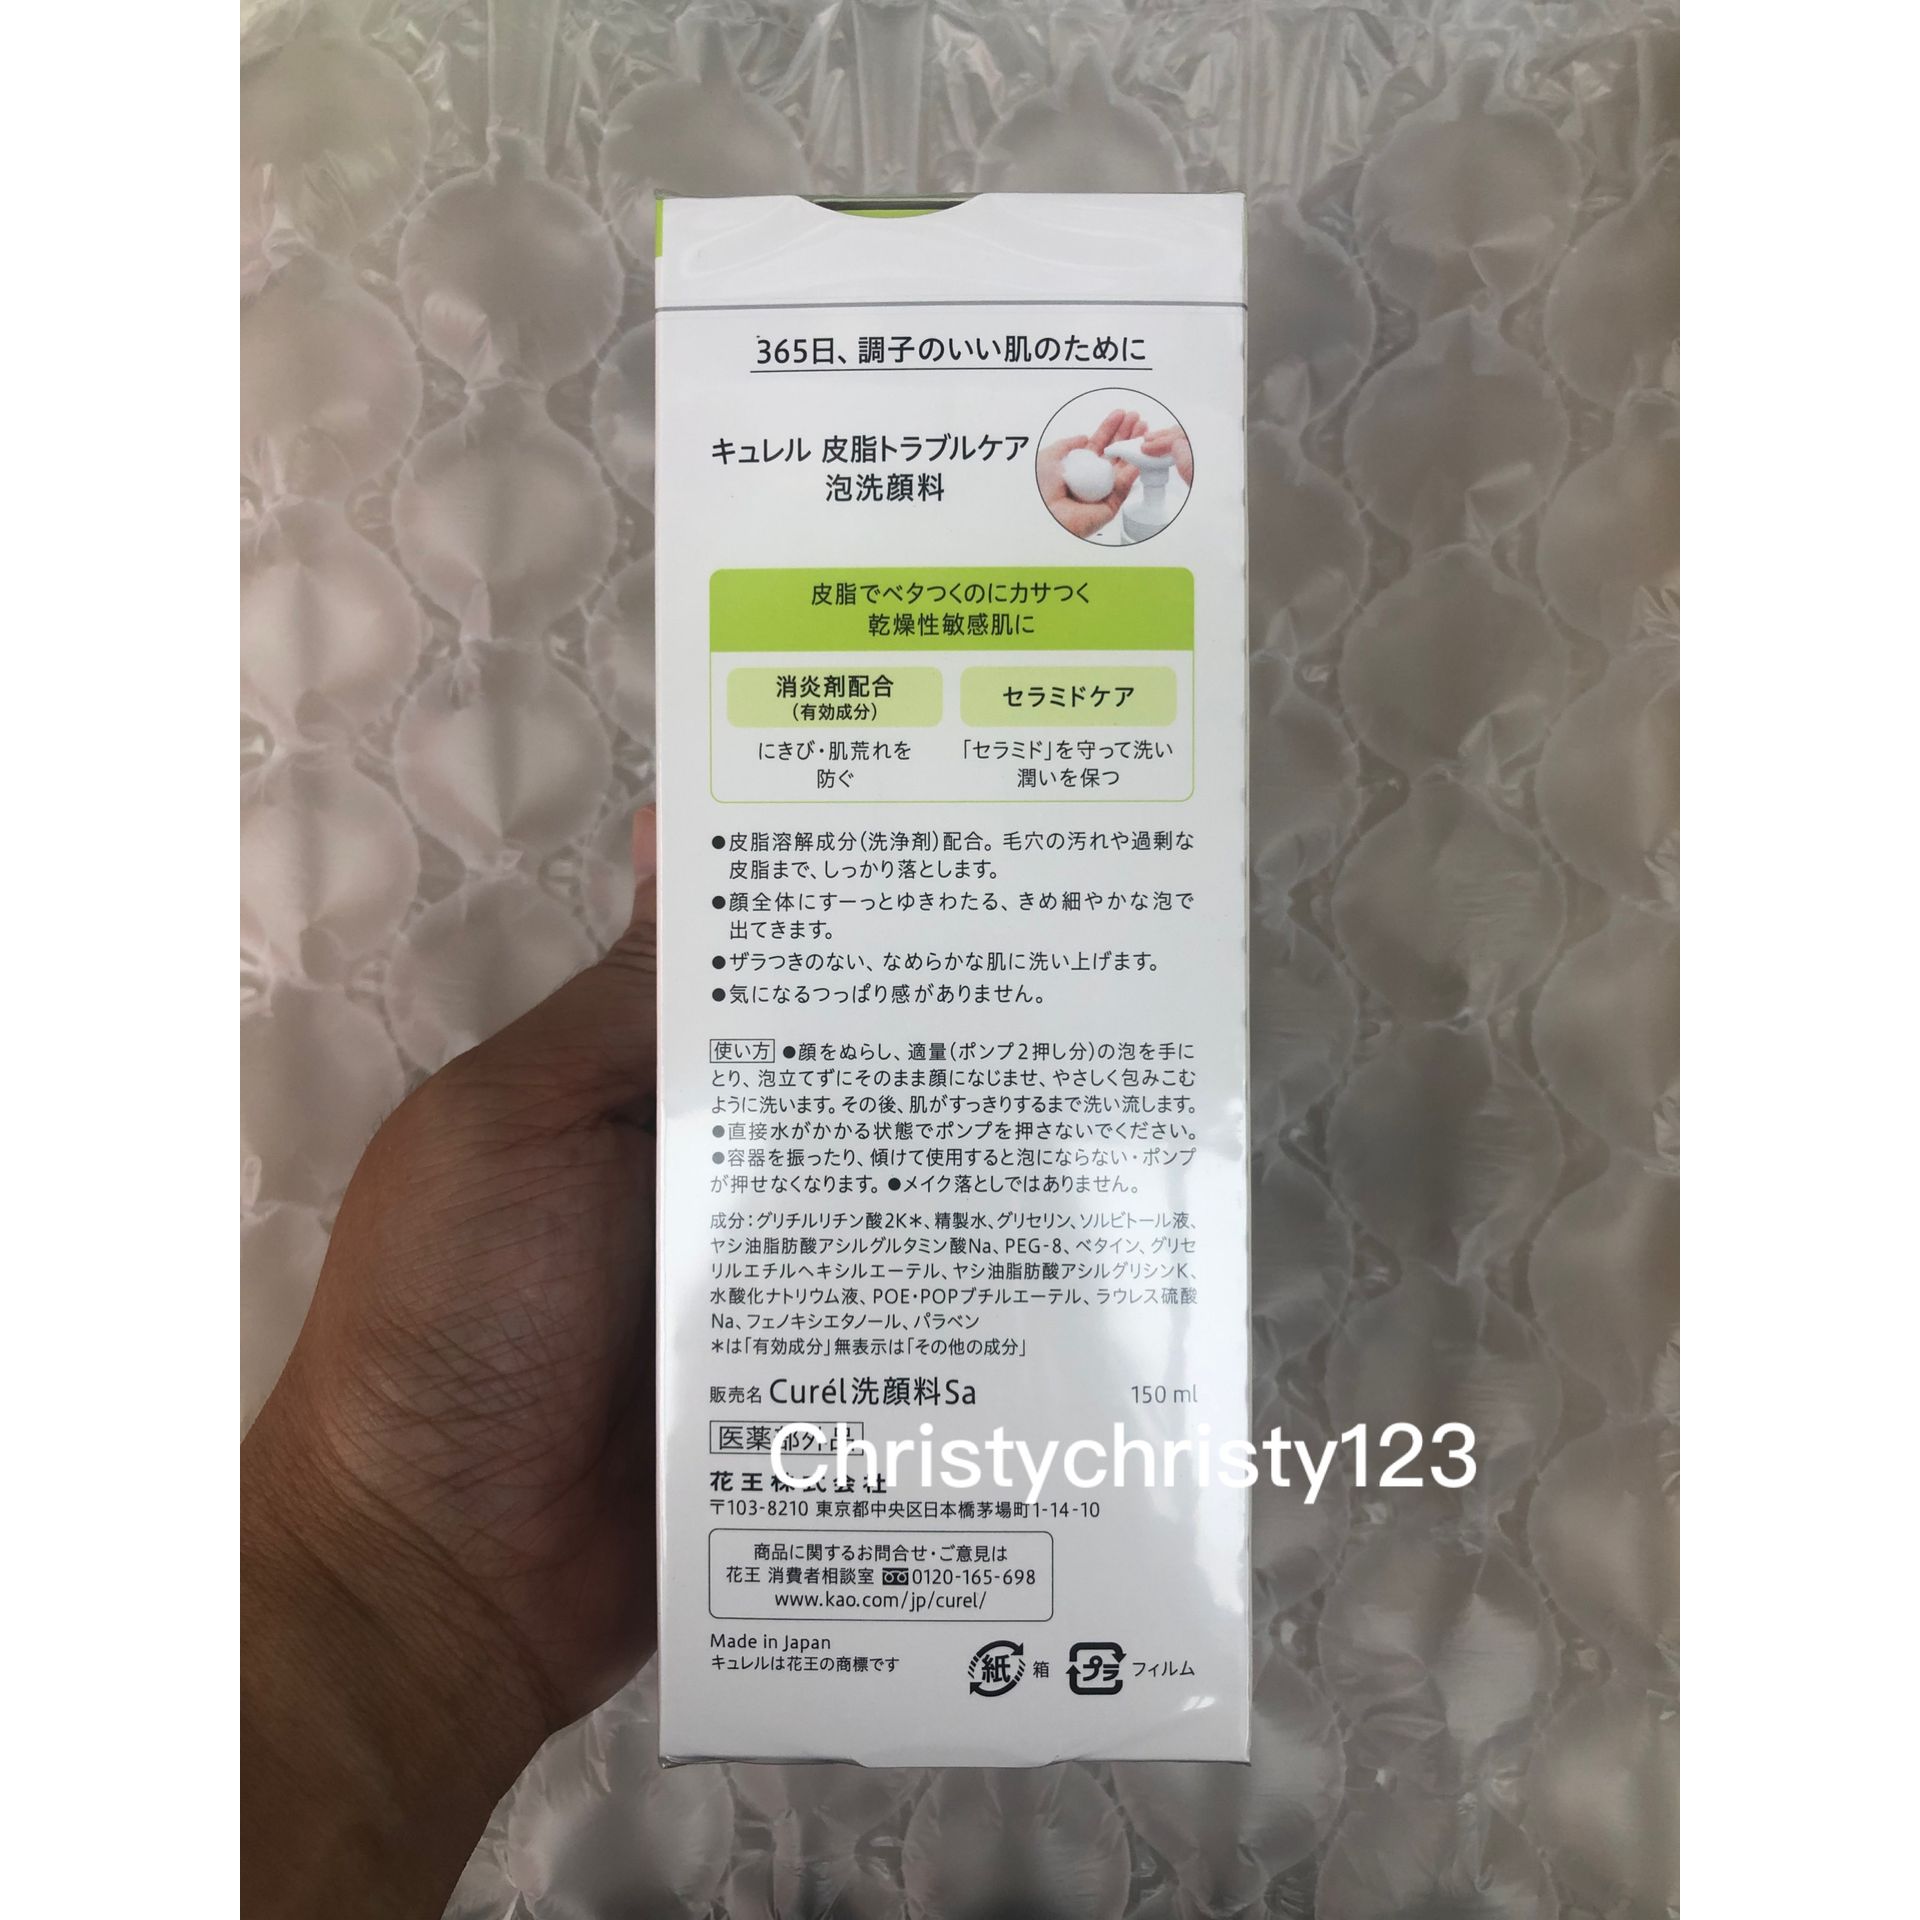 365日、調子のいい肌のために
キュレル 皮脂トラブルケア
泡洗顔料
皮脂でベタつくのにカサつく
乾燥性敏感肌に
消炎剤配合
(有効成分)
にきび・肌荒れを
防ぐ
セラミドケア
「セラミド」を守って洗い
潤いを保つ
●皮脂溶解成分(洗浄剤)配合。毛穴の汚れや過剰な
皮脂まで、しっかり落とします。
●顔全体にすーっとゆきわたる、きめ細やかな泡で
出てきます。
●ザラつきのない、なめらかな肌に洗い上げます。
●気になるつっぱり感がありません。
使い方 ●顔をぬらし、適量(ポンプ2押し分)の泡を手に
とり、泡立てずにそのまま顔になじませ、やさしく包みこむ
ように洗います。その後、肌がすっきりするまで洗い流します。
●直接水がかかる状態でポンプを押さないでください。
●容器を振ったり、傾けて使用すると泡にならない・ポンプ
が押せなくなります。●メイク落としではありません。
成分:グリチルリチン酸2K＊、精製水、グリセリン、ソルビトール液、
ヤシ油脂肪酸アシルグルタミン酸Na、PEG-8、ベタイン、グリセ
リルエチルヘキシルエーテル、ヤシ油脂肪酸アシルグリシンK、
水酸化ナトリウム液、POE・POPブチルエーテル、ラウレス硫酸
Na、フェノキシエタノール、パラベン
＊は「有効成分」無表示は「その他の成分」
販売名 Curél洗顔料Sa 150 ml
医薬部外品
Christychristy123
花王株式会社
〒103-8210 東京都中央区日本橋茅場町1-14-10
商品に関するお問合せ・ご意見は
花王 消費者相談室 0120-165-698
www.kao.com/jp/curel/
Made in Japan
キュレルは花王の商標です
紙 箱 プラ フィルム